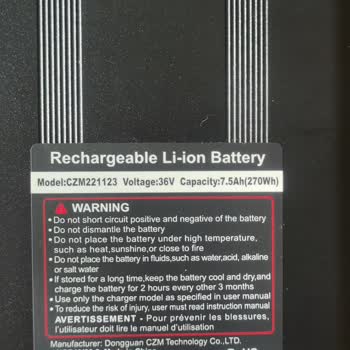 Rechargeable Li-ion Battery
Model:CZM221123 Voltage:36V Capacity:7.5Ah(270Wh)
WARNING
• Do not short circuit positive and negative of the battery
• Do not dismantle the battery
• Do not place the battery under high temperature,
such as heat,sunshine,or close to fire
• Do not place the battery in fluids,such as water,acid, alkaline
or salt water
• If stored for a long time,keep the battery cool and dry,and
charge the battery for 2 hours every other 3 months
• Use only the charger model as specified in user manual
• To reduce the risk of injury, user must read instruction manual
AVERTISSEMENT - Pour prévenir les blessures,
l'utilisateur doit lire le manuel d'utilisation
Manufacturer: Dongguan CZM Technology Co.,LTD.